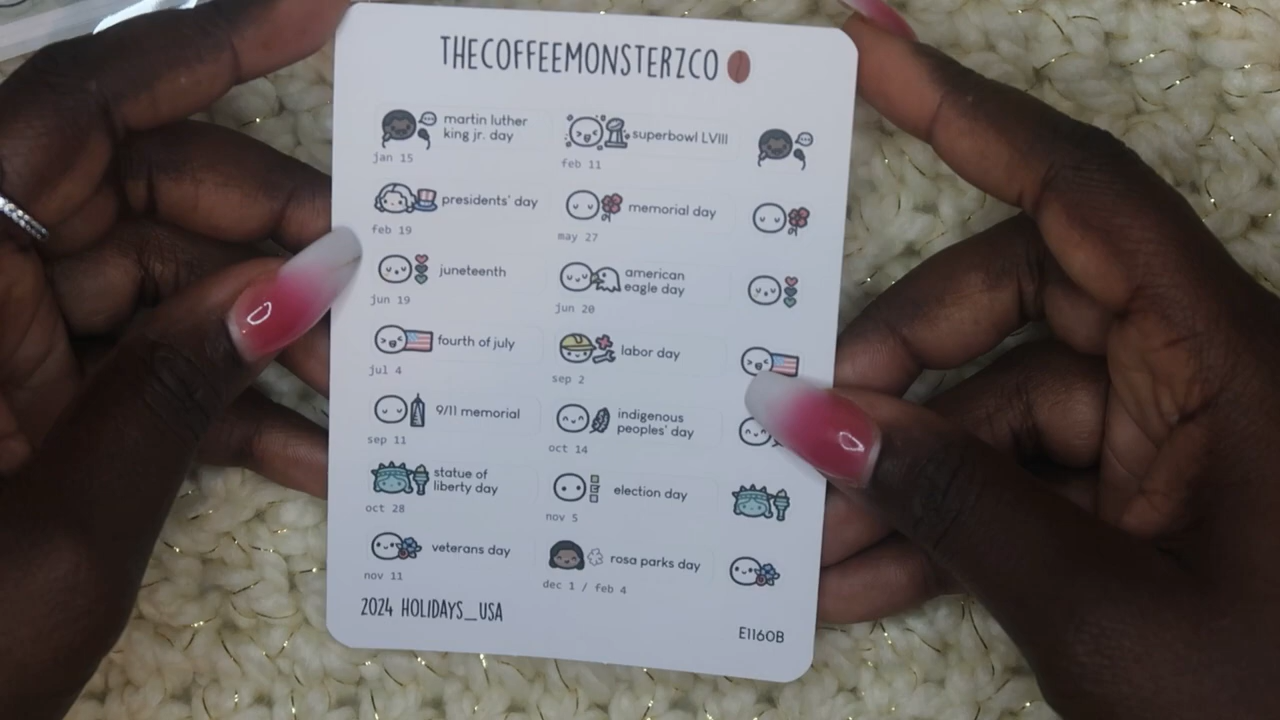 THECOFFEEMONSTERZCO
martin luther
king jr. day
jan 15
superbowl LVIII
feb 11
presidents' day
feb 19
memorial day
may 27
juneteenth
jun 19
american
eagle day
jun 20
fourth of july
jul 4
labor day
sep 2
9/11 memorial
sep 11
indigenous
peoples' day
oct 14
statue of
liberty day
oct 28
election day
nov 5
veterans day
nov 11
rosa parks day
dec 1 / feb 4
2024 HOLIDAYS_USA
E1160B